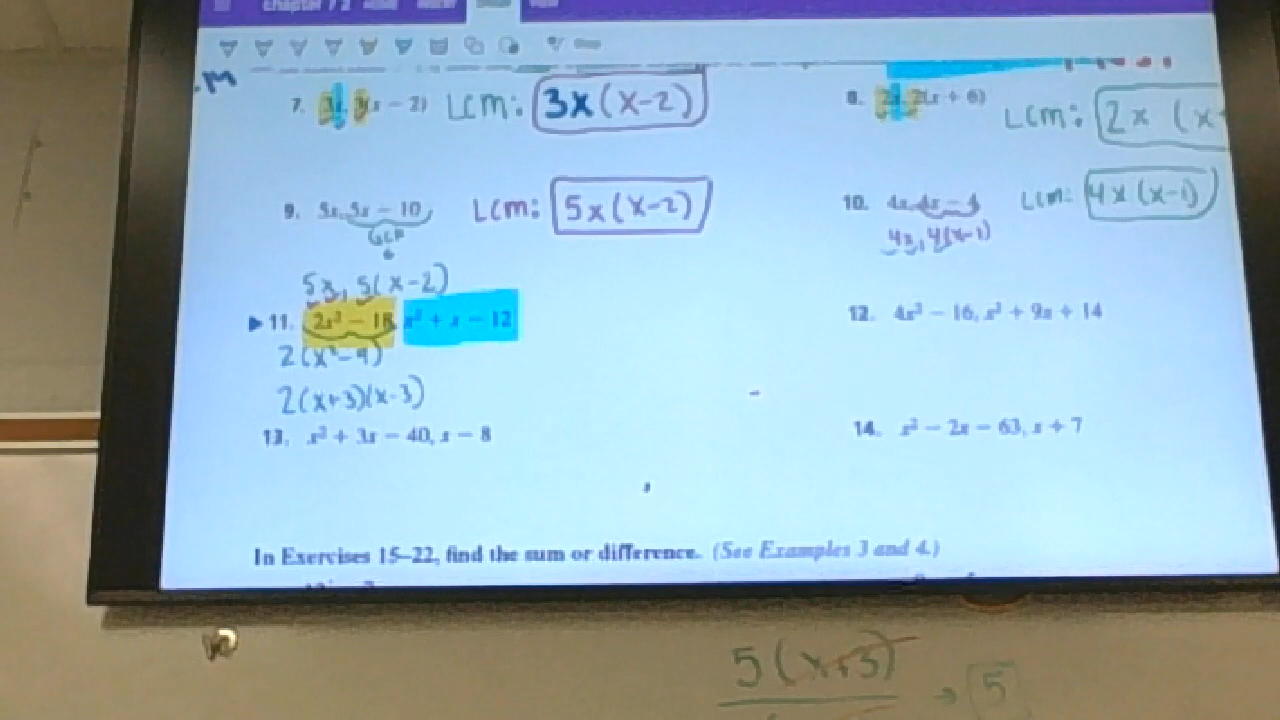 Chapter 7.5
.M
7. 3x, 3(x − 2) LCM: 3x(x-2)
8. 2x, 2(x + 6) LCM: 2x (x+
9. 5x, 5x − 10 LCM: 5x(x-2)
GCF
5x, 5(x-2)
10. 4x, 4x − 4 LCM: 4x(x-1)
4x, 4(x-1)
11. 2x² − 18, x² + x − 12
2(x²-9)
2(x+3)(x-3)
12. 4x² − 16, x² + 9x + 14
13. x² + 3x − 40, x − 8
14. x² − 2x − 63, x + 7
In Exercises 15–22, find the sum or difference. (See Examples 3 and 4.)
5(x+3) → 5